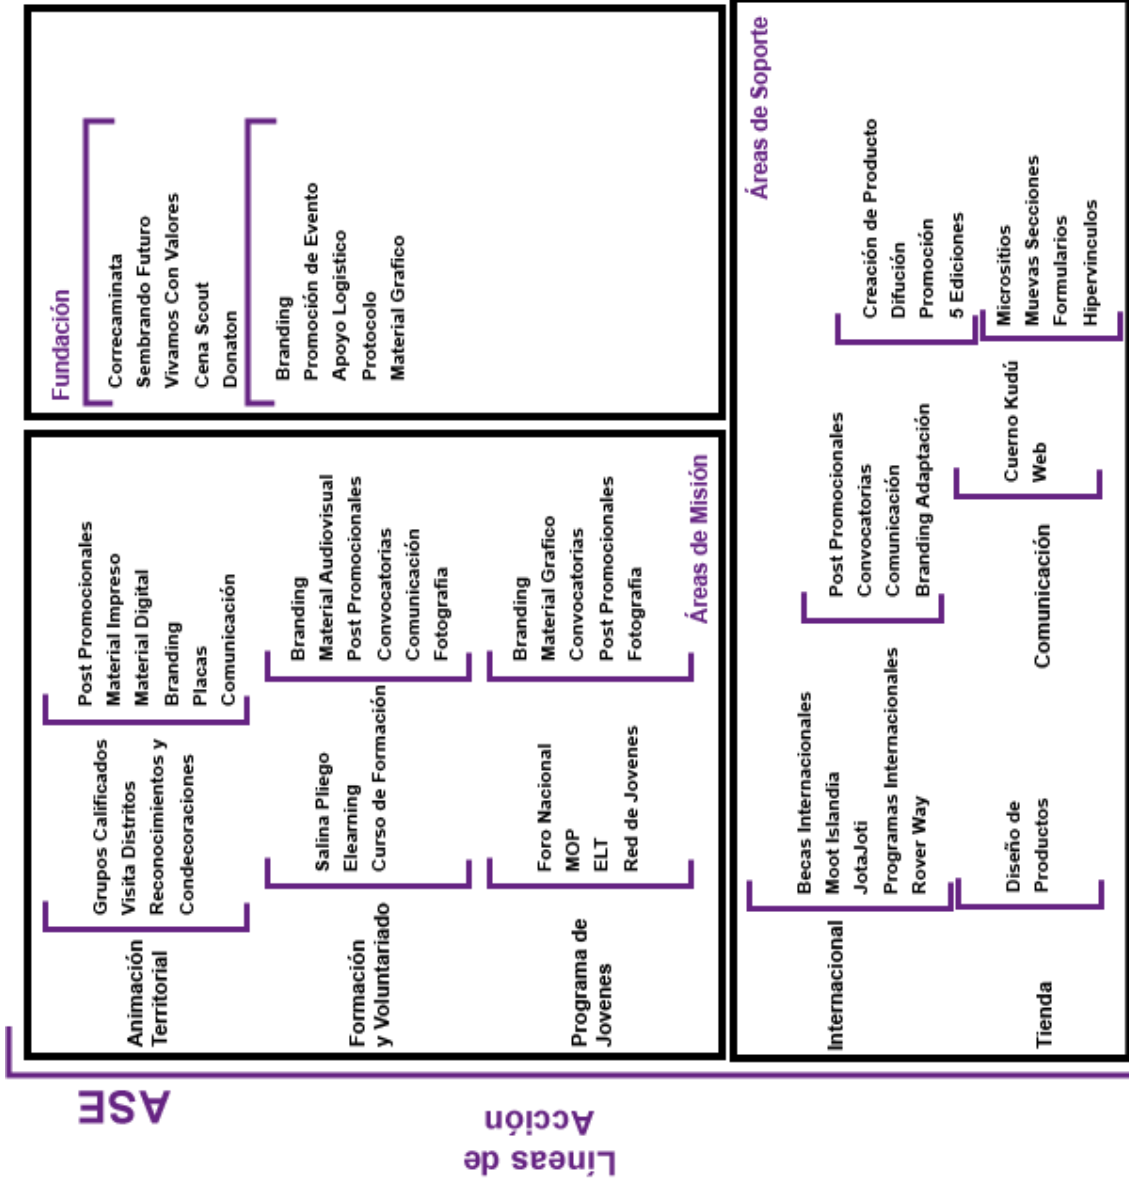 ASE
Líneas de
Acción
Animación
Territorial
Grupos Calificados
Visita Distritos
Reconocimientos y
Condecoraciones
Post Promocionales
Material Impreso
Material Digital
Branding
Placas
Comunicación
Formación
y Voluntariado
Salina Pliego
Elearning
Curso de Formación
Branding
Material Audiovisual
Post Promocionales
Convocatorias
Comunicación
Fotografia
Programa de
Jovenes
Foro Nacional
MOP
ELT
Red de Jovenes
Branding
Material Grafico
Convocatorias
Post Promocionales
Fotografia
Áreas de Misión
Fundación
Correcaminata
Sembrando Futuro
Vivamos Con Valores
Cena Scout
Donaton
Branding
Promoción de Evento
Apoyo Logistico
Protocolo
Material Grafico
Áreas de Soporte
Internacional
Becas Internacionales
Moot Islandia
JotaJoti
Programas Internacionales
Rover Way
Post Promocionales
Convocatorias
Comunicación
Branding Adaptación
Tienda
Diseño de
Productos
Comunicación
Cuerno Kudú
Web
Creación de Producto
Difución
Promoción
5 Ediciones
Micrositios
Muevas Secciones
Formularios
Hipervinculos